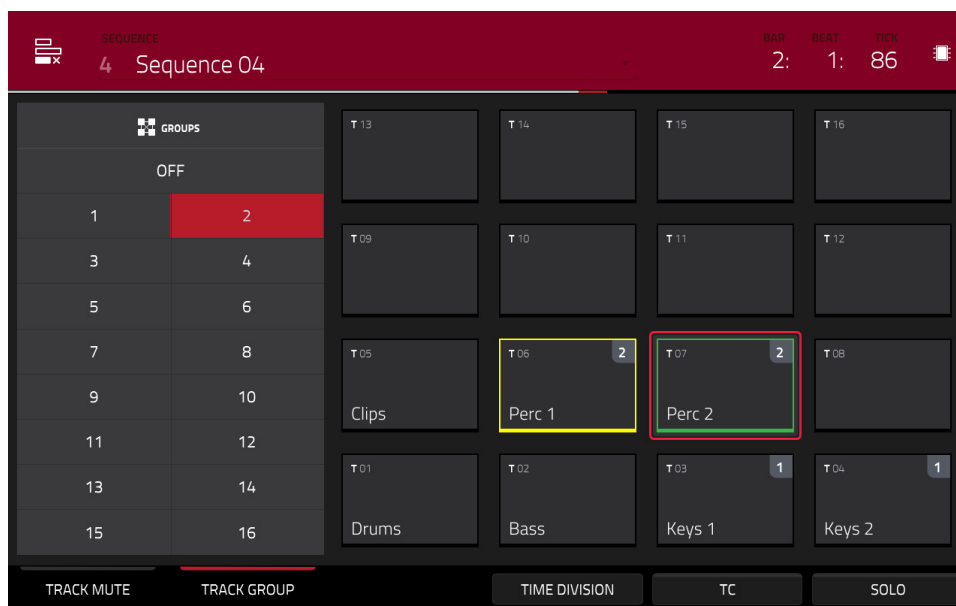 SEQUENCE BAR BEAT TICK
4 Sequence 04 2: 1: 86
GROUPS
OFF
1 2
3 4
5 6
7 8
9 10
11 12
13 14
15 16
T 13 T 14 T 15 T 16
T 09 T 10 T 11 T 12
T 05 T 06 2 T 07 2 T 08
Clips Perc 1 Perc 2
T 01 T 02 T 03 1 T 04 1
Drums Bass Keys 1 Keys 2
TRACK MUTE TRACK GROUP TIME DIVISION TC SOLO